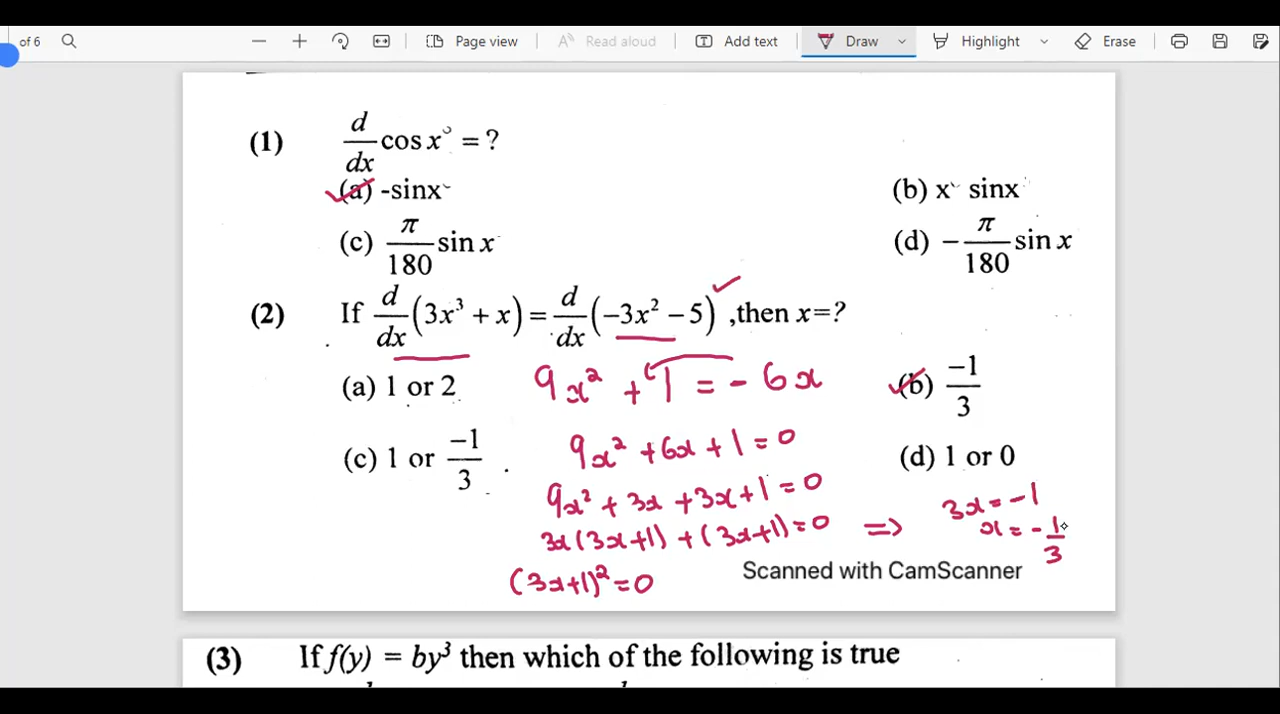 of 6 Page view Read aloud Add text Draw Highlight Erase
(1) d/dx cos x° = ?
(a) -sinx (b) x sinx
(c) π/180 sin x (d) - π/180 sin x
(2) If d/dx (3x³ + x) = d/dx (-3x² - 5) ,then x=?
(a) 1 or 2 9x² + 1 = - 6x (b) -1/3
9x² + 6x + 1 = 0
(c) 1 or -1/3 (d) 1 or 0
9x² + 3x + 3x + 1 = 0 3x = -1
3x(3x+1) + (3x+1) = 0 ⇒ x = -1/3
(3x+1)² = 0 Scanned with CamScanner
(3) If f(y) = by³ then which of the following is true